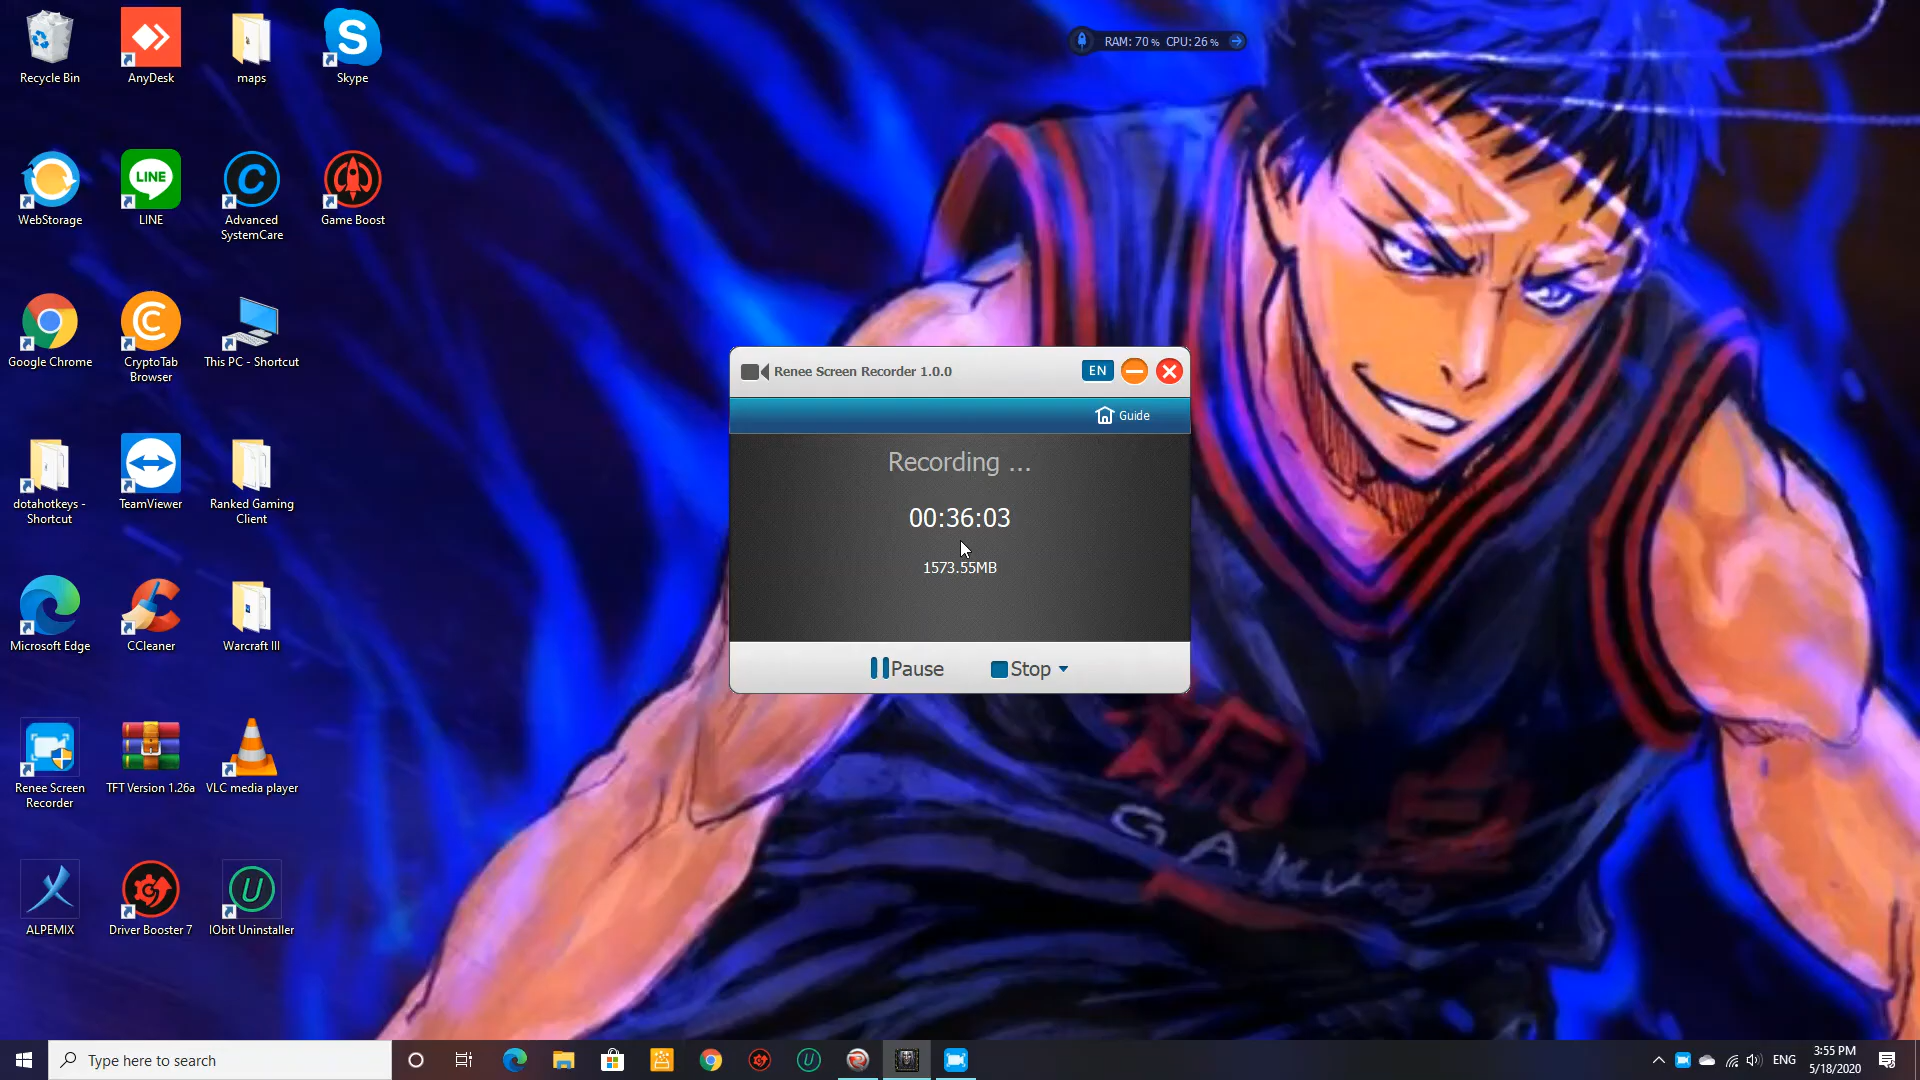 RAM: 70 % CPU: 26 %
Recycle Bin
AnyDesk
maps
S
Skype
WebStorage
LINE
LINE
C
Advanced
SystemCare
Game Boost
Google Chrome
CryptoTab
Browser
This PC - Shortcut
dotahotkeys -
Shortcut
TeamViewer
Ranked Gaming
Client
Microsoft Edge
CCleaner
Warcraft III
Renee Screen
Recorder
TFT Version 1.26a
VLC media player
ALPEMIX
Driver Booster 7
U
IObit Uninstaller
Renee Screen Recorder 1.0.0
EN
Guide
Recording ...
00:36:03
1573.55MB
Pause
Stop
GAKU
Type here to search
ENG
3:55 PM
5/18/2020